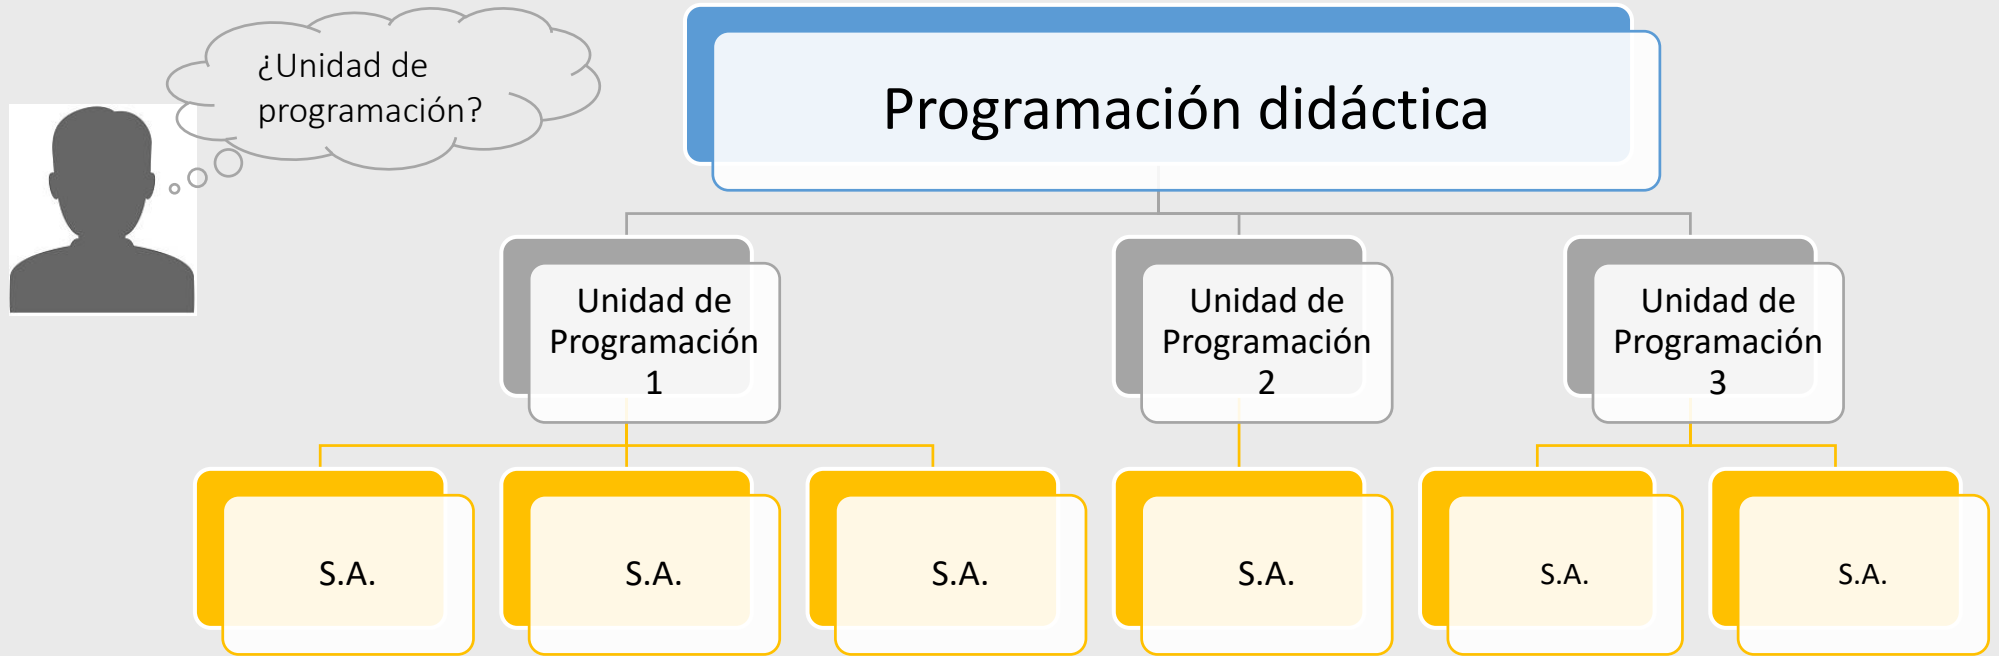 ¿Unidad de
programación?
Programación didáctica
Unidad de
Programación
1
Unidad de
Programación
2
Unidad de
Programación
3
S.A.
S.A.
S.A.
S.A.
S.A.
S.A.